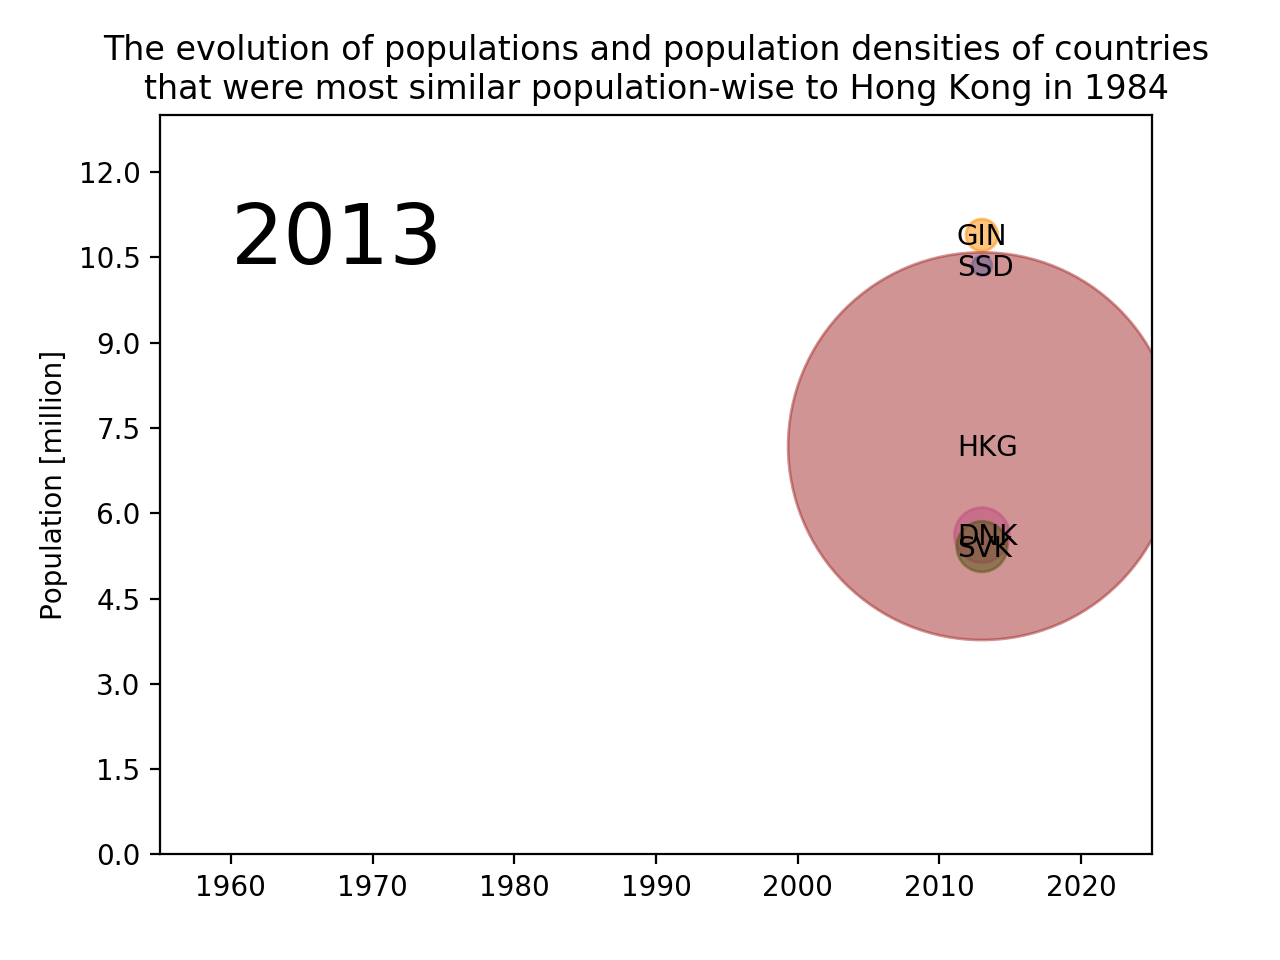 The evolution of populations and population densities of countries
that were most similar population-wise to Hong Kong in 1984
12.0
2013
GIN
10.5
SSD
9.0
Population [million]
7.5
HKG
6.0
DNK
SVK
4.5
3.0
1.5
0.0
1960 1970 1980 1990 2000 2010 2020